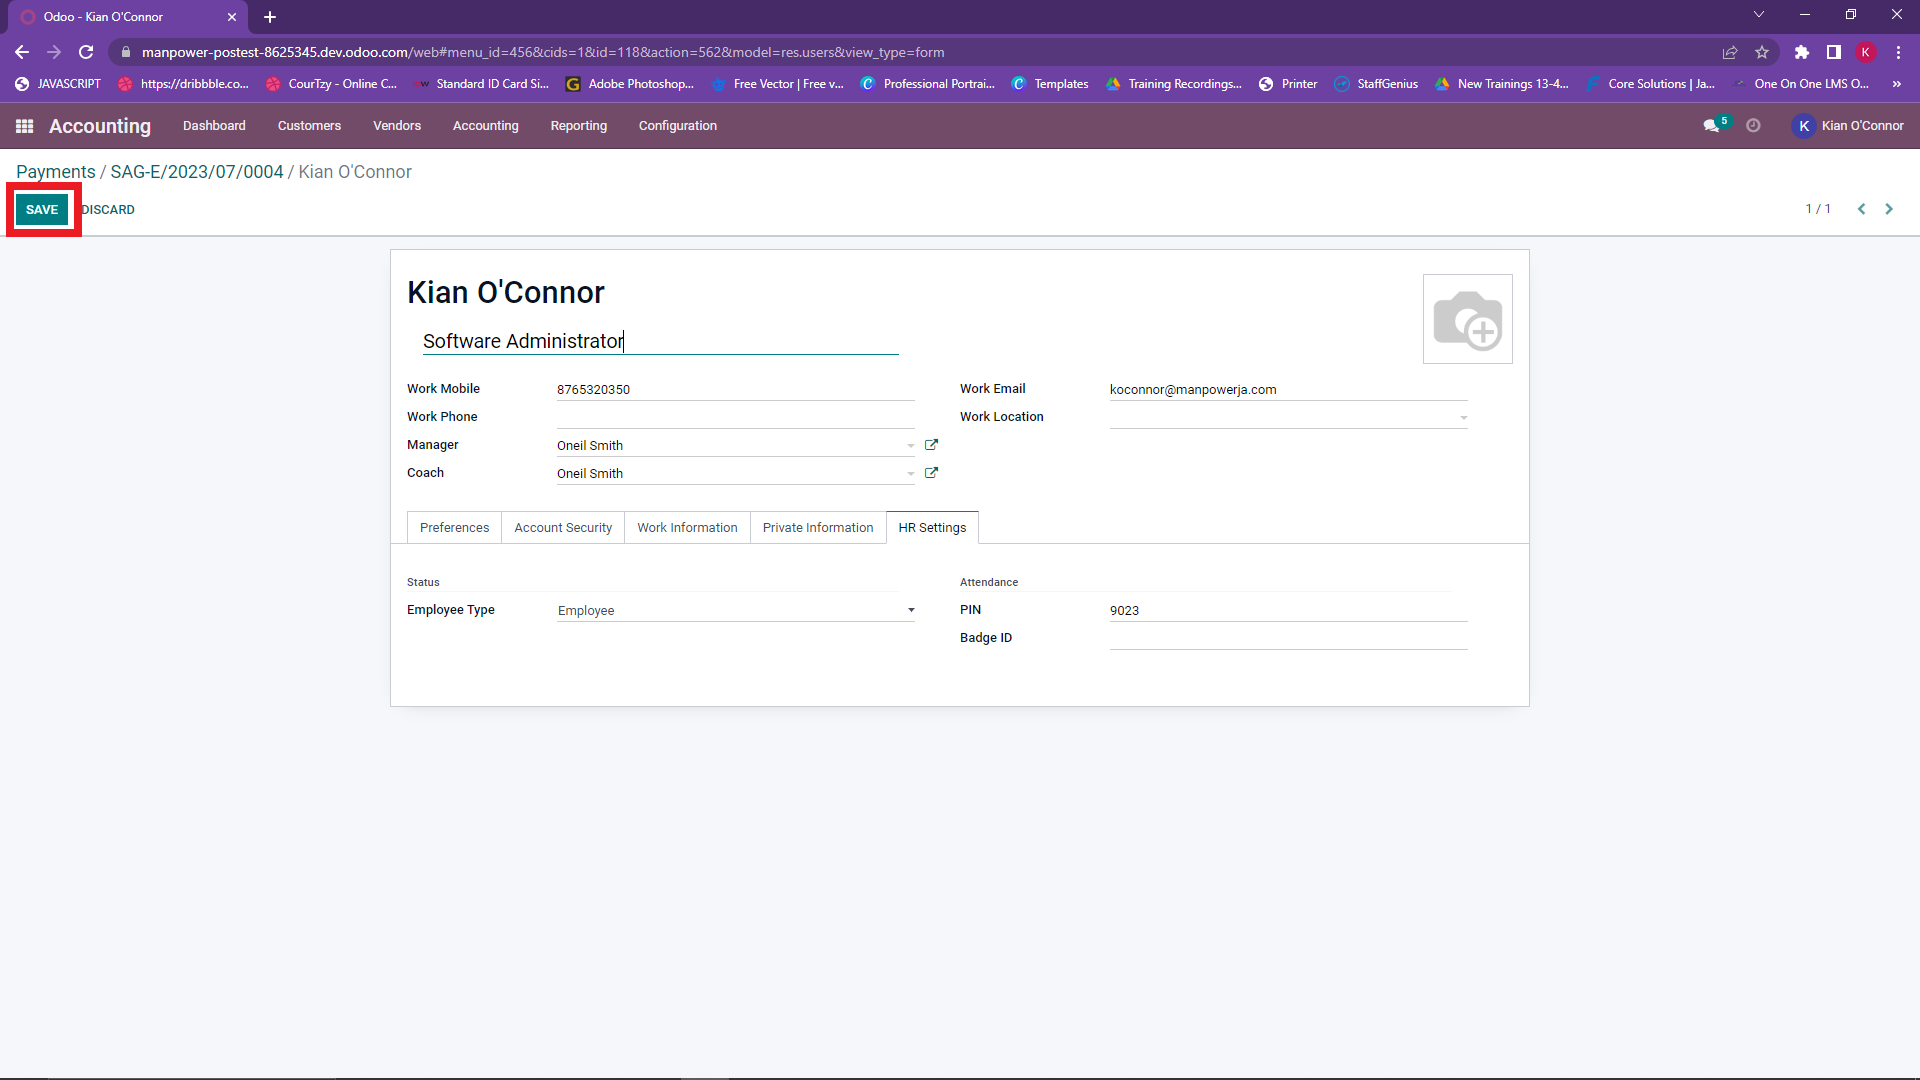 Odoo - Kian O'Connor
manpower-postest-8625345.dev.odoo.com/web#menu_id=456&cids=1&id=118&action=562&model=res.users&view_type=form
K
JAVASCRIPT https://dribbble.co... CourTzy - Online C... Standard ID Card Si... Adobe Photoshop... Free Vector | Free v... Professional Portrai... Templates Training Recordings... Printer StaffGenius New Trainings 13-4... Core Solutions | Ja... One On One LMS O... »
Accounting Dashboard Customers Vendors Accounting Reporting Configuration 5 K Kian O'Connor
Payments / SAG-E/2023/07/0004 / Kian O'Connor
SAVE DISCARD 1 / 1
Kian O'Connor
Software Administrator
Work Mobile 8765320350 Work Email koconnor@manpowerja.com
Work Phone Work Location
Manager Oneil Smith
Coach Oneil Smith
Preferences Account Security Work Information Private Information HR Settings
Status Attendance
Employee Type Employee PIN 9023
Badge ID